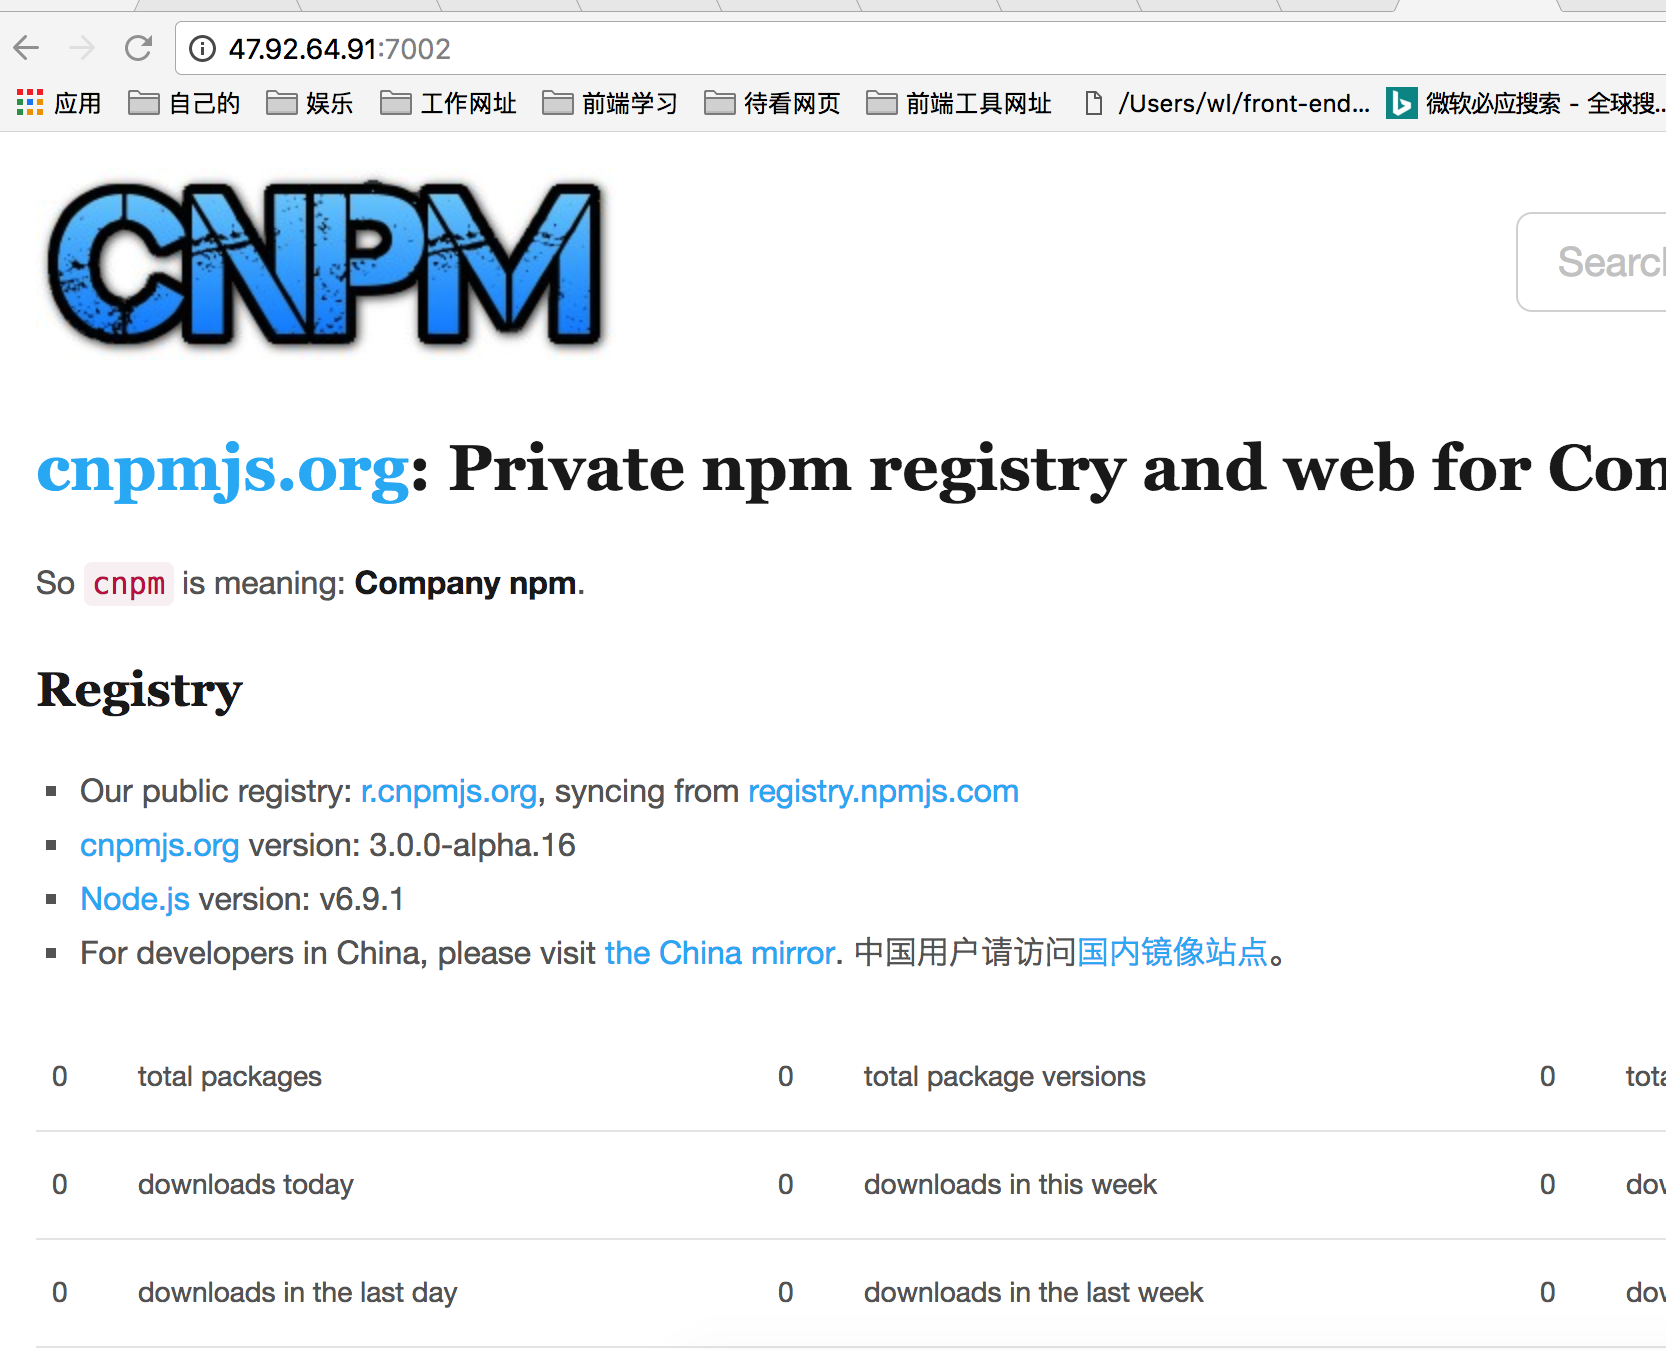 47.92.64.91:7002
应用 自己的 娱乐 工作网址 前端学习 待看网页 前端工具网址 /Users/wl/front-end... 微软必应搜索 - 全球搜...
CNPM
Search
cnpmjs.org: Private npm registry and web for Com
So cnpm is meaning: Company npm.
Registry
Our public registry: r.cnpmjs.org, syncing from registry.npmjs.com
cnpmjs.org version: 3.0.0-alpha.16
Node.js version: v6.9.1
For developers in China, please visit the China mirror. 中国用户请访问国内镜像站点。
0 total packages 0 total package versions 0
0 downloads today 0 downloads in this week 0
0 downloads in the last day 0 downloads in the last week 0